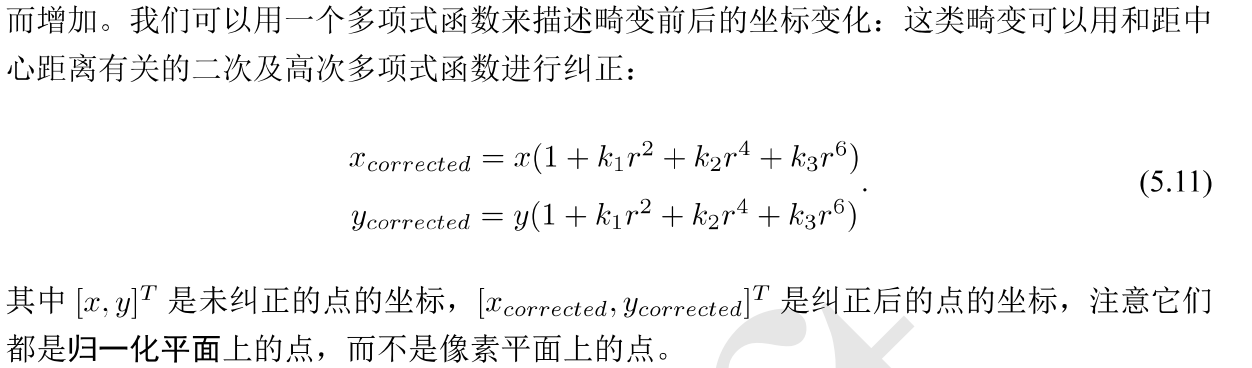 而增加。我们可以用一个多项式函数来描述畸变前后的坐标变化：这类畸变可以用和距中
心距离有关的二次及高次多项式函数进行纠正：
x_{corrected} = x(1 + k_1r^2 + k_2r^4 + k_3r^6)
y_{corrected} = y(1 + k_1r^2 + k_2r^4 + k_3r^6) . (5.11)
其中 [x, y]^T 是未纠正的点的坐标，[x_{corrected}, y_{corrected}]^T 是纠正后的点的坐标，注意它们
都是归一化平面上的点，而不是像素平面上的点。